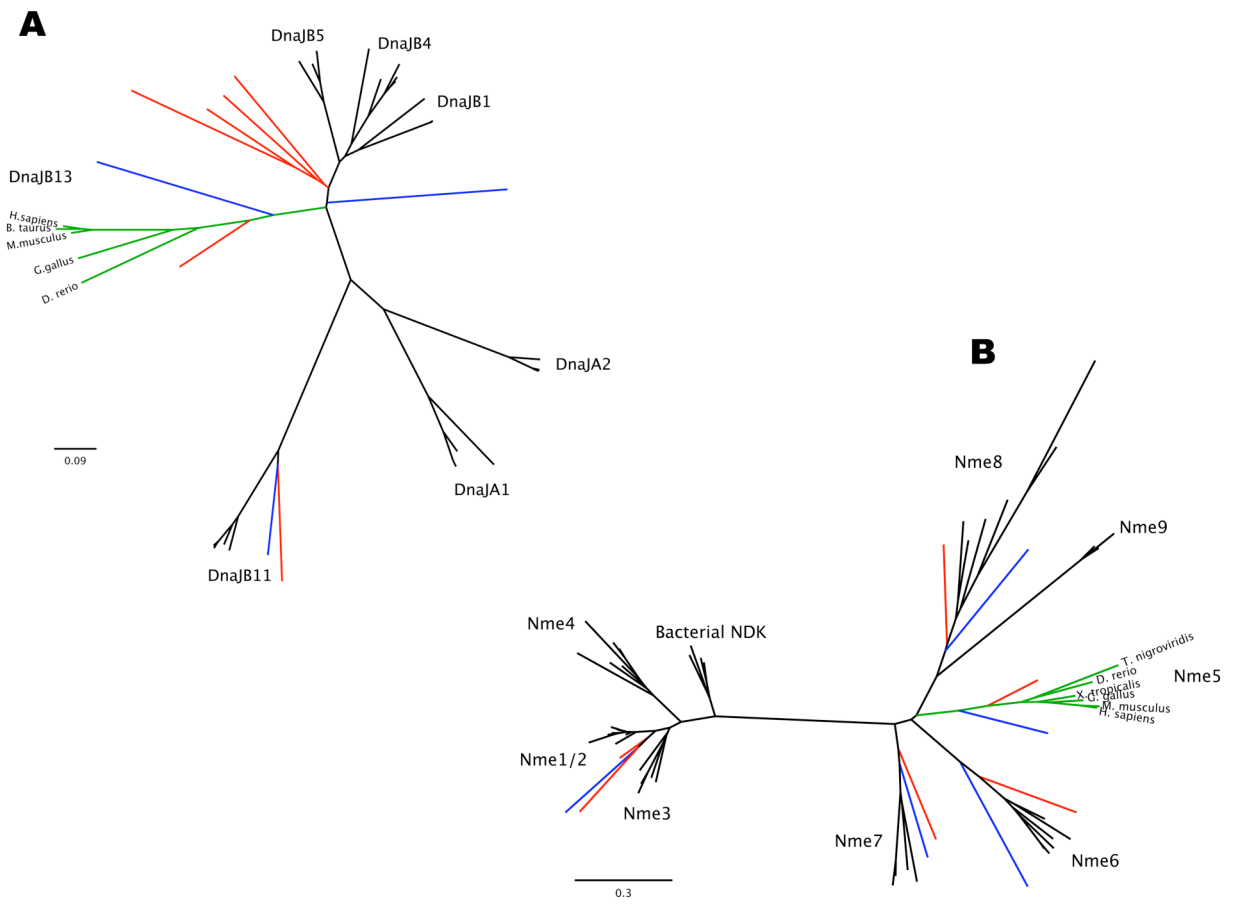 A
DnaJB5
DnaJB4
DnaJB1
DnaJB13
H.sapiens
B. taurus
M.musculus
G.gallus
D. rerio
DnaJA2
0.09
DnaJA1
DnaJB11
B
Nme8
Nme9
Nme4
Bacterial NDK
T. nigroviridis
D. rerio
X. tropicalis
G. gallus
M. musculus
H. sapiens
Nme5
Nme1/2
Nme3
Nme7
Nme6
0.3